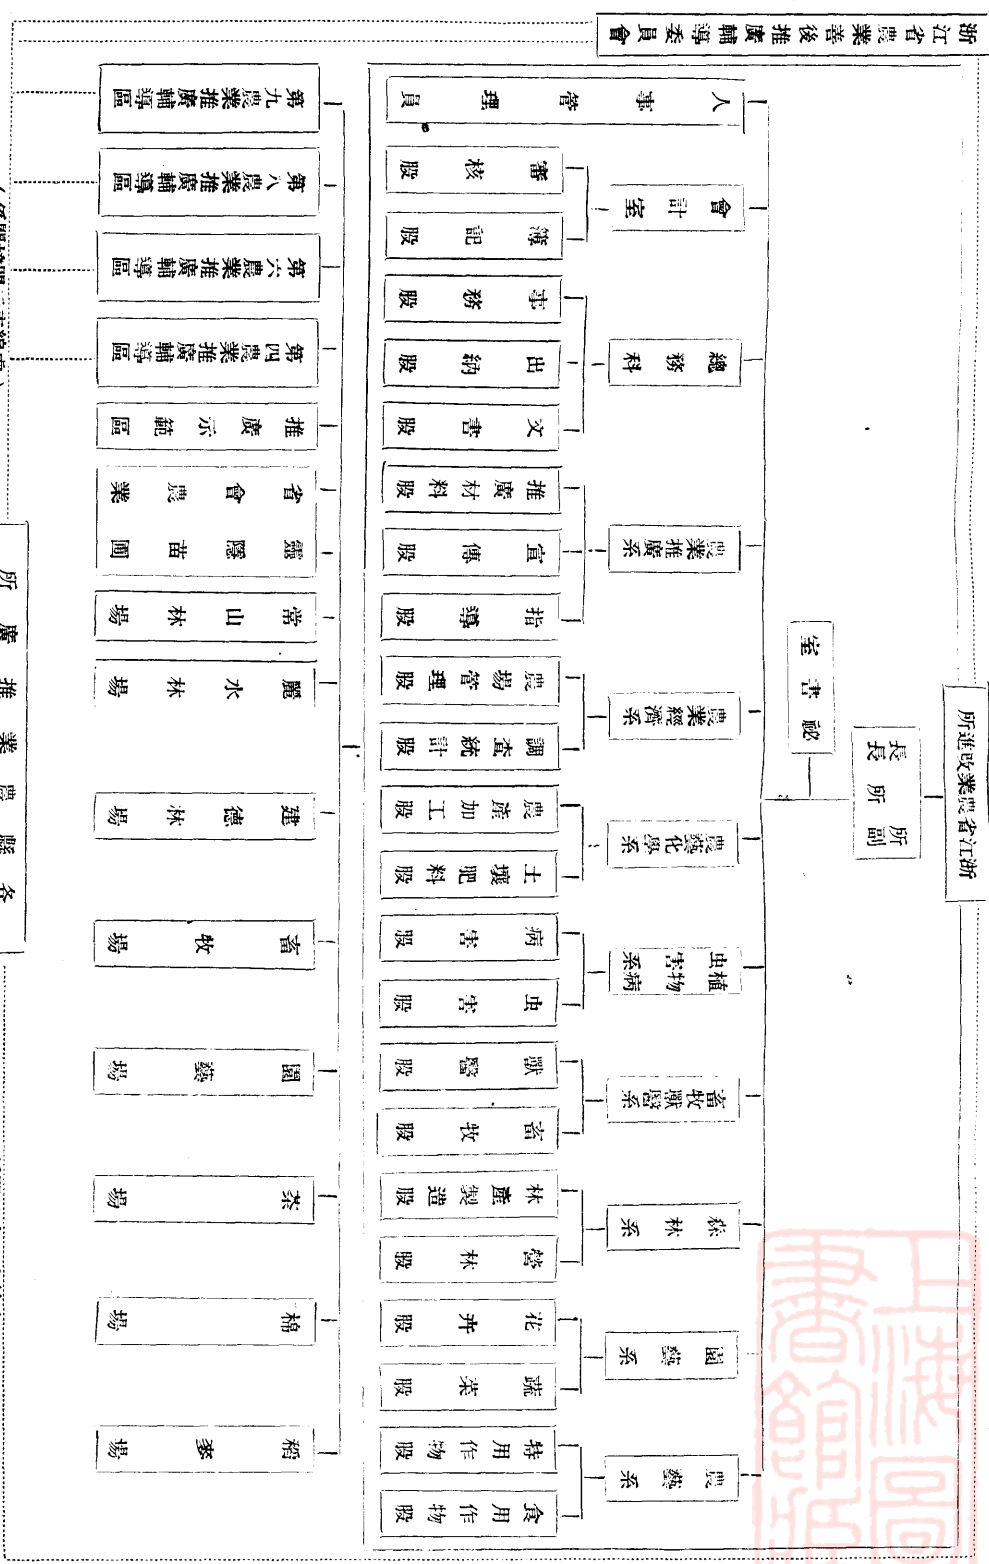 浙江省農業改進所
所長
副所長
祕書室
浙江省農業善後推廣輔導委員會
農藝系
食用作物股
特用作物股
園藝系
蔬菜股
花卉股
森林系
營林股
林產製造股
畜牧獸醫系
畜牧股
獸醫股
植物病虫害系
虫害股
病害股
農藝化學系
土壤肥料股
農產加工股
農業經濟系
調查統計股
農場管理股
農業推廣系
指導股
宣傳股
推廣材料股
總務科
文書股
出納股
事務股
會計室
簿記股
審核股
人事管理員
稻麥場
棉場
茶場
園藝場
畜牧場
建德林場
麗水林場
常山林場
靈隱苗圃
省會農業
推廣示範區
第四農業推廣輔導區
第六農業推廣輔導區
第八農業推廣輔導區
第九農業推廣輔導區
各縣農業推廣所
上海圖書館